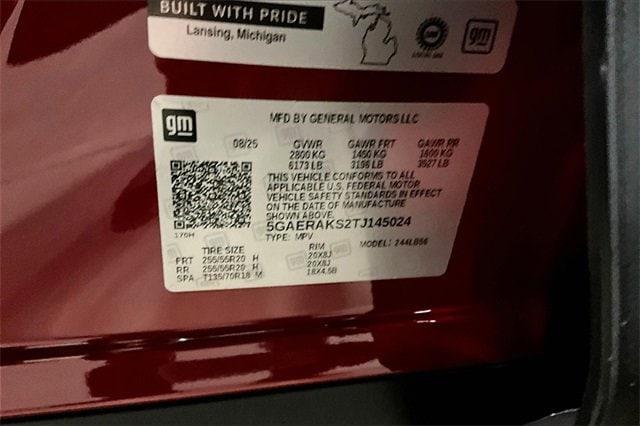 BUILT WITH PRIDE
Lansing, Michigan
gm
gm
MFD BY GENERAL MOTORS LLC
08/25 GVWR GAWR FRT GAWR RR
2800 KG 1450 KG 1600 KG
6173 LB 3196 LB 3527 LB
THIS VEHICLE CONFORMS TO ALL
APPLICABLE U.S. FEDERAL MOTOR
VEHICLE SAFETY STANDARDS IN EFFECT
ON THE DATE OF MANUFACTURE
SHOWN ABOVE.
5GAERAKS2TJ145024
170H
TYPE: MPV MODEL: 244LB56
TIRE SIZE RIM
FRT 255/55R20 H 20X8J
RR 255/55R20 H 20X8J
SPA T135/70R18 M 18X4.5B